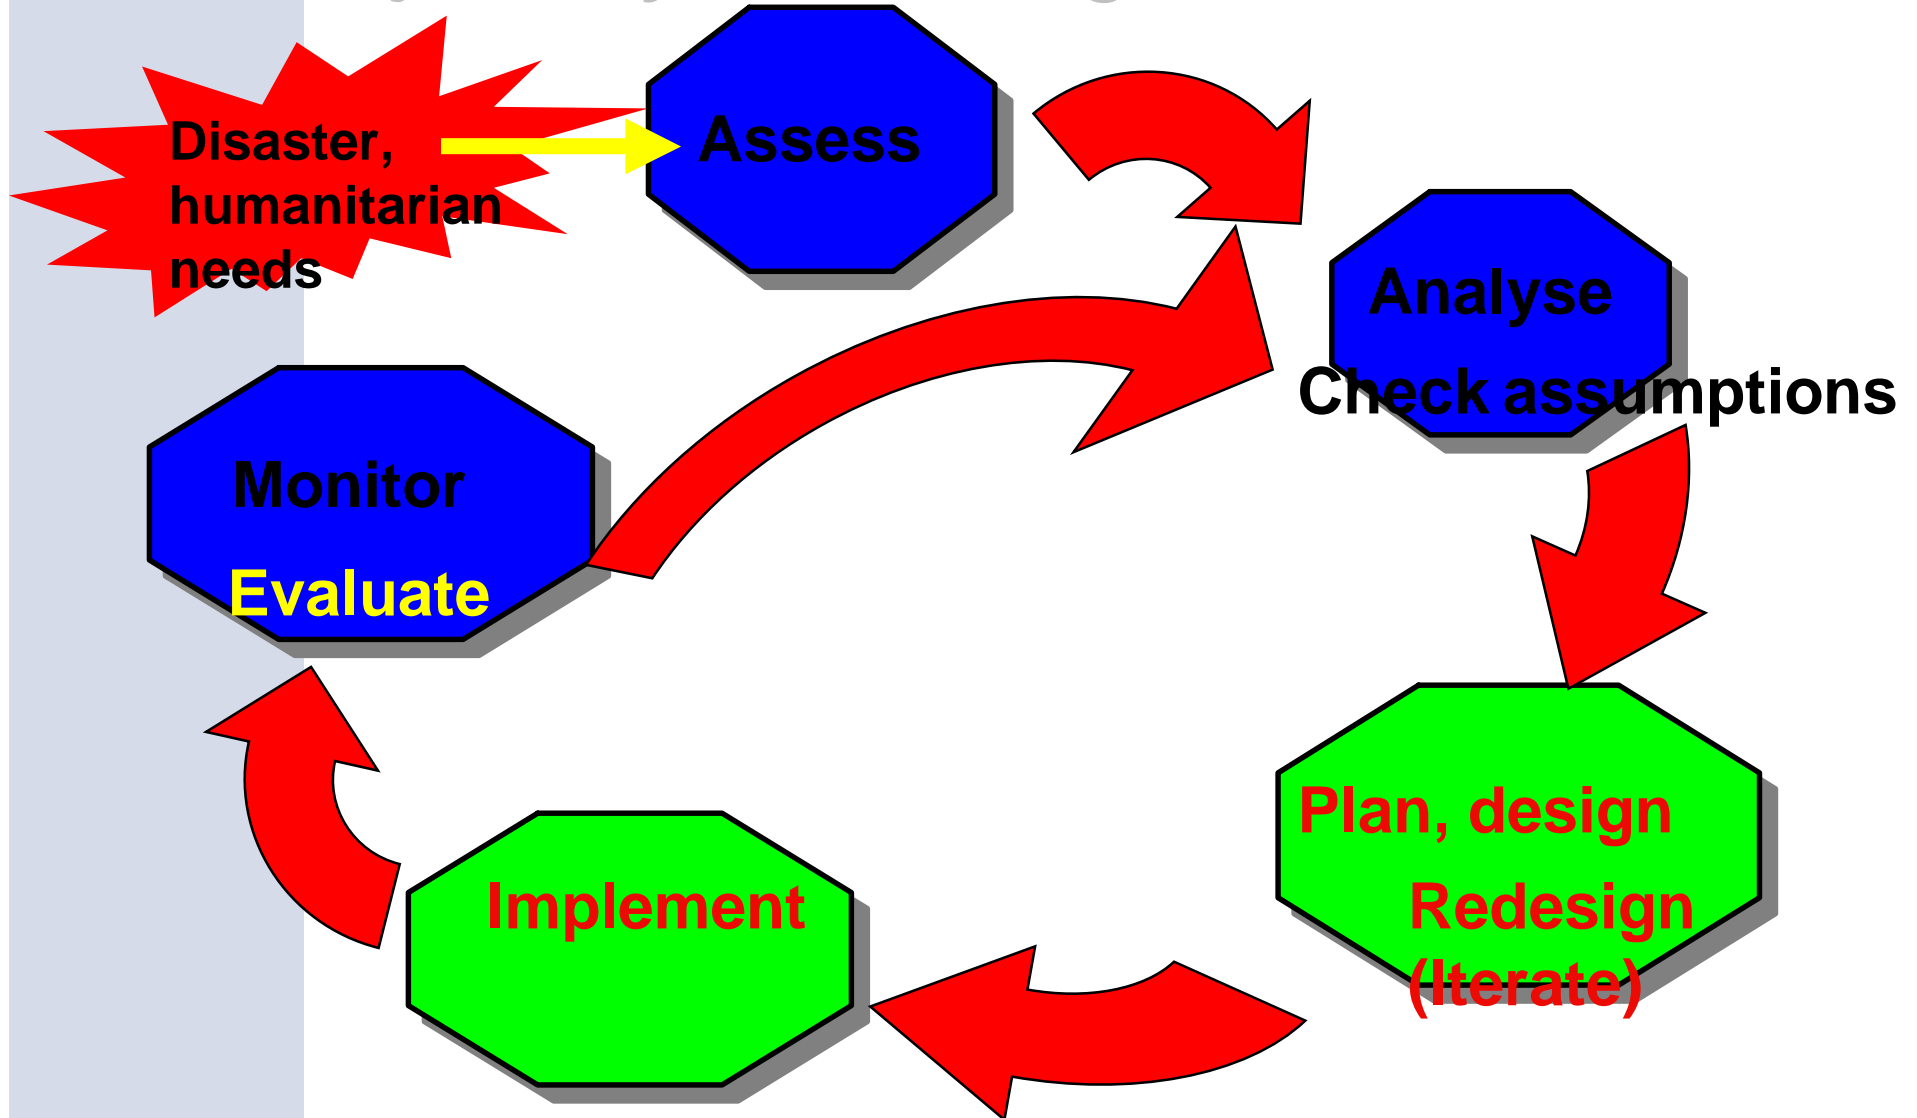 Disaster,
humanitarian
needs
Assess
Analyse
Check assumptions
Monitor
Evaluate
Plan, design
Redesign
(Iterate)
Implement